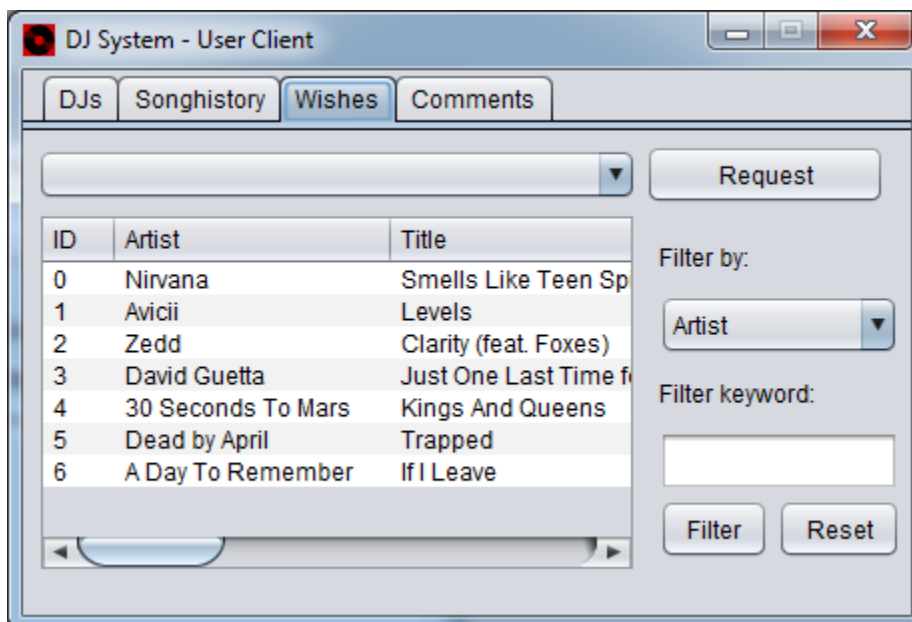 DJ System - User Client
DJs Songhistory Wishes Comments
Request
ID Artist Title
0 Nirvana Smells Like Teen Spi
1 Avicii Levels
2 Zedd Clarity (feat. Foxes)
3 David Guetta Just One Last Time fe
4 30 Seconds To Mars Kings And Queens
5 Dead by April Trapped
6 A Day To Remember If I Leave
Filter by:
Artist
Filter keyword:
Filter Reset